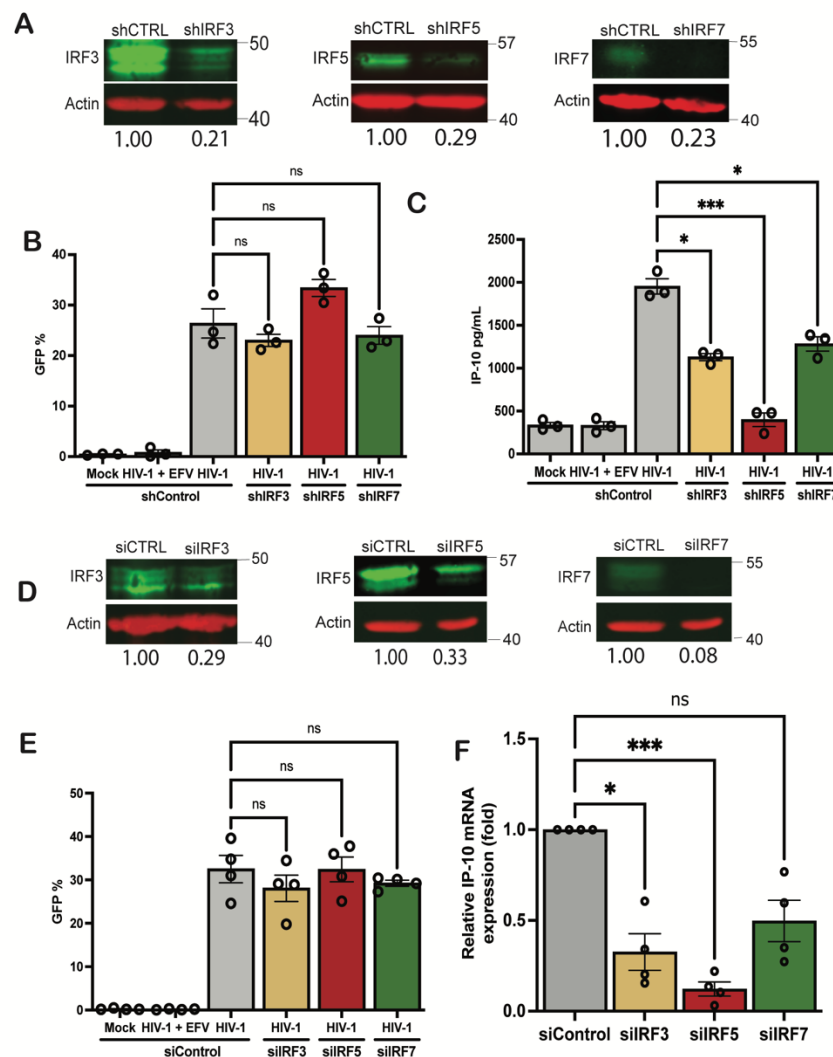 A
shCTRL shIRF3
IRF3
50
Actin
40
1.00 0.21
shCTRL shIRF5
IRF5
57
Actin
40
1.00 0.29
shCTRL shIRF7
IRF7
55
Actin
40
1.00 0.23
B
ns
ns
ns
GFP %
40
30
20
10
0
Mock HIV-1 + EFV HIV-1 HIV-1 HIV-1 HIV-1
shControl shIRF3 shIRF5 shIRF7
C
*
***
*
IP-10 pg/mL
2500
2000
1500
1000
500
0
Mock HIV-1 + EFV HIV-1 HIV-1 HIV-1 HIV-1
shControl shIRF3 shIRF5 shIRF7
D
siCTRL siIRF3
IRF3
50
Actin
40
1.00 0.29
siCTRL siIRF5
IRF5
57
Actin
40
1.00 0.33
siCTRL siIRF7
IRF7
55
Actin
40
1.00 0.08
E
ns
ns
ns
GFP %
50
40
30
20
10
0
Mock HIV-1 + EFV HIV-1 HIV-1 HIV-1 HIV-1
siControl siIRF3 siIRF5 siIRF7
F
ns
***
*
Relative IP-10 mRNA
expression (fold)
1.5
1.0
0.5
0.0
siControl siIRF3 siIRF5 siIRF7